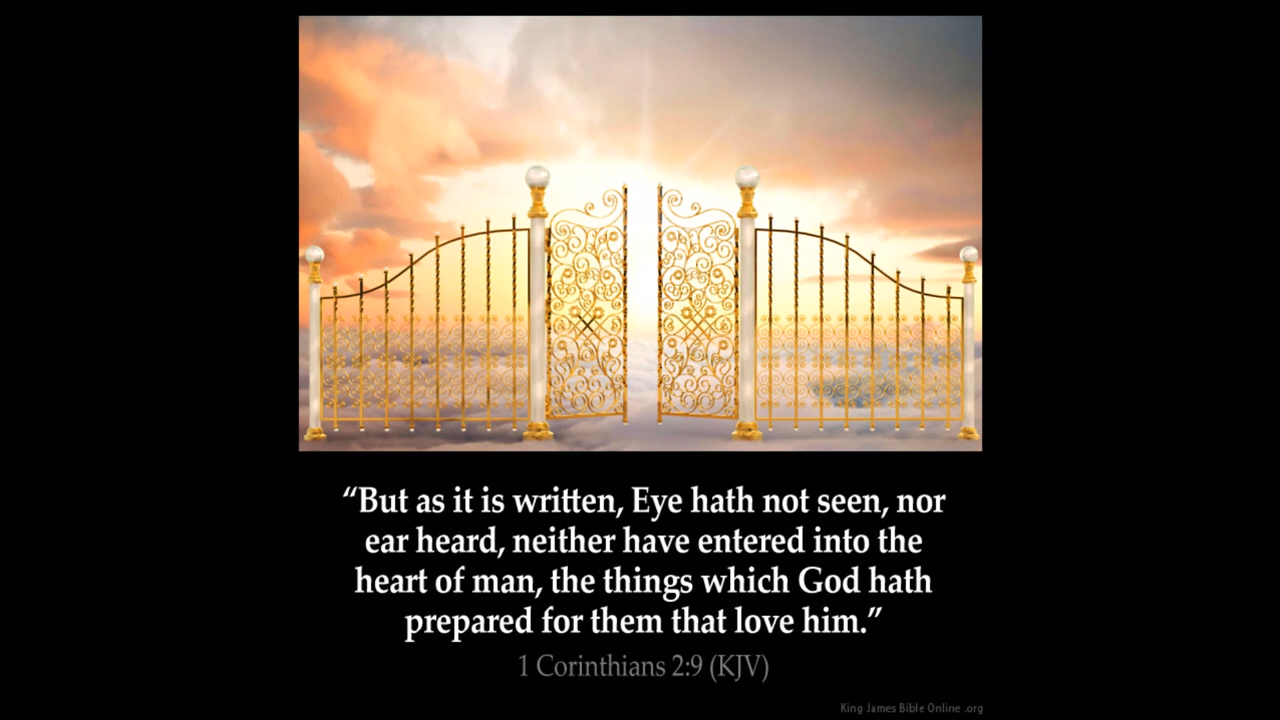 “But as it is written, Eye hath not seen, nor
ear heard, neither have entered into the
heart of man, the things which God hath
prepared for them that love him.”
1 Corinthians 2:9 (KJV)
King James Bible Online .org